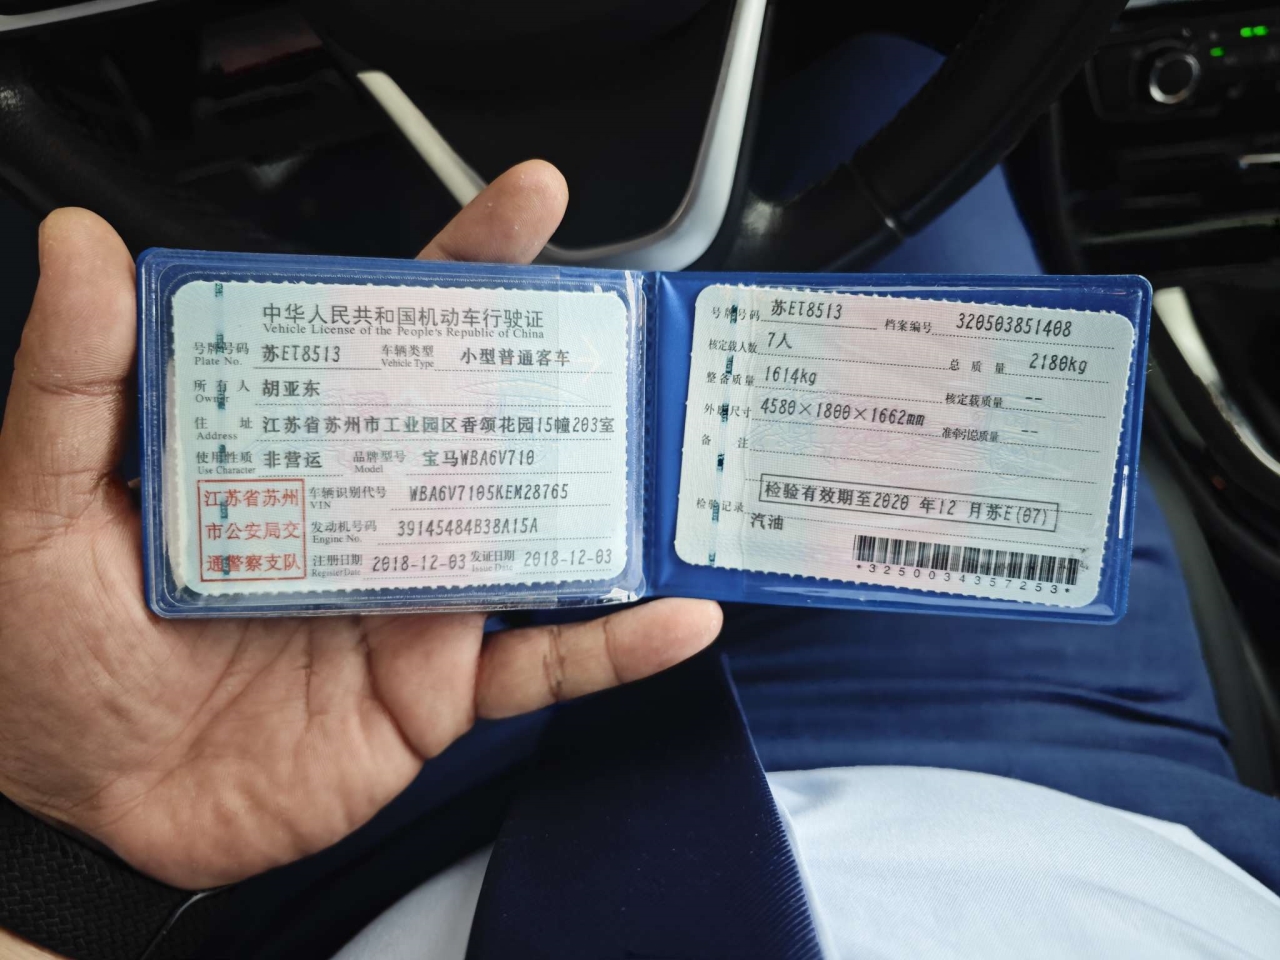 中华人民共和国机动车行驶证
Vehicle License of the People's Republic of China
号牌号码 苏ET8513 车辆类型 小型普通客车
Plate No. Vehicle Type
所有人 胡亚东
Owner
住址 江苏省苏州市工业园区香颂花园15幢203室
Address
使用性质 非营运 品牌型号 宝马WBA6V710
Use Character Model
江苏省苏州
市公安局交
通警察支队
车辆识别代号 WBA6V7105KEM28765
VIN
发动机号码 39145484B38A15A
Engine No.
注册日期 2018-12-03 发证日期 2018-12-03
Register Date Issue Date
号牌号码 苏ET8513 档案编号 320503851408
核定载人数 7人 总质量 2180kg
整备质量 1614kg 核定载质量 --
外廓尺寸 4580×1800×1662mm 准牵引总质量 --
备注
检验有效期至2020 年12 月苏E(07)
检验记录
汽油
*3250034357253*